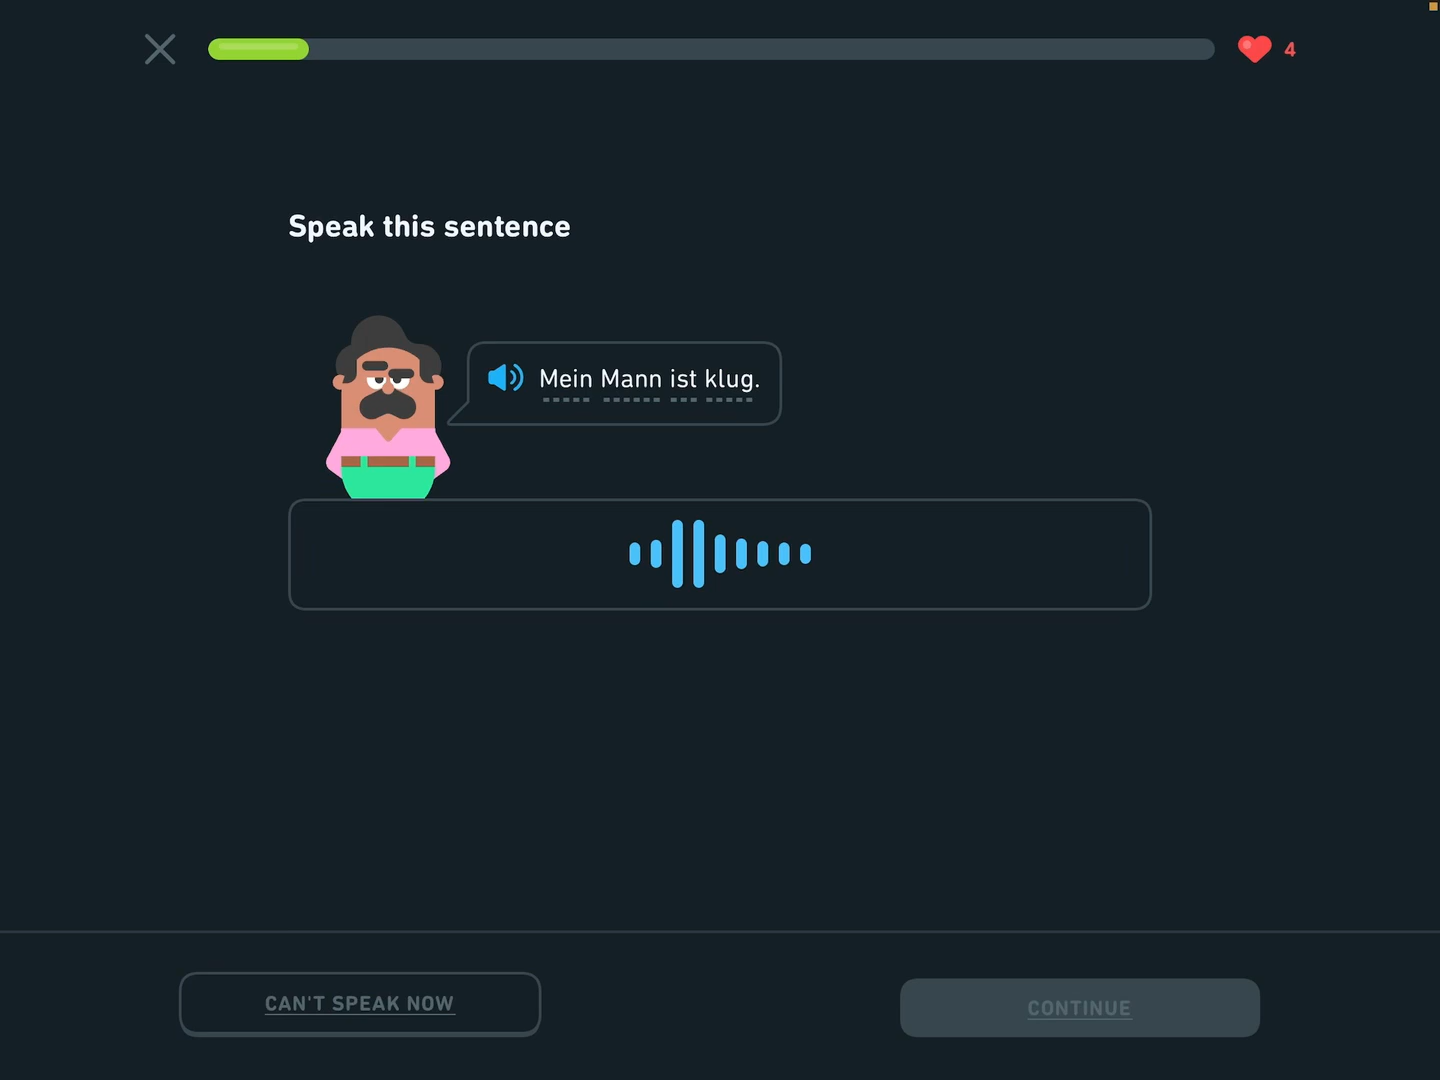 4
Speak this sentence
Mein Mann ist klug.
CAN'T SPEAK NOW
CONTINUE